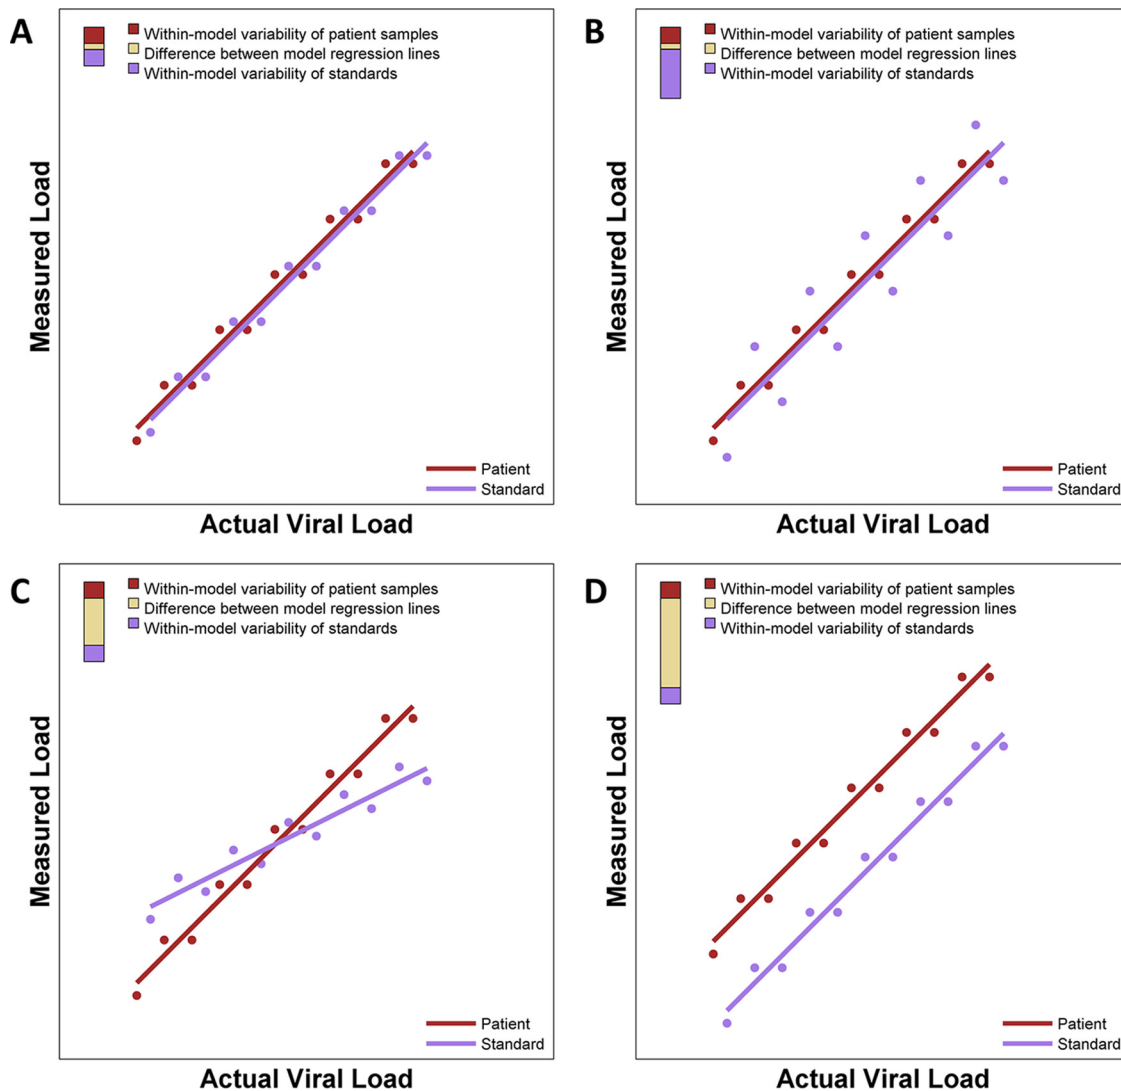 A
Within-model variability of patient samples
Difference between model regression lines
Within-model variability of standards
Measured Load
Patient
Standard
Actual Viral Load
B
Within-model variability of patient samples
Difference between model regression lines
Within-model variability of standards
Measured Load
Patient
Standard
Actual Viral Load
C
Within-model variability of patient samples
Difference between model regression lines
Within-model variability of standards
Measured Load
Patient
Standard
Actual Viral Load
D
Within-model variability of patient samples
Difference between model regression lines
Within-model variability of standards
Measured Load
Patient
Standard
Actual Viral Load